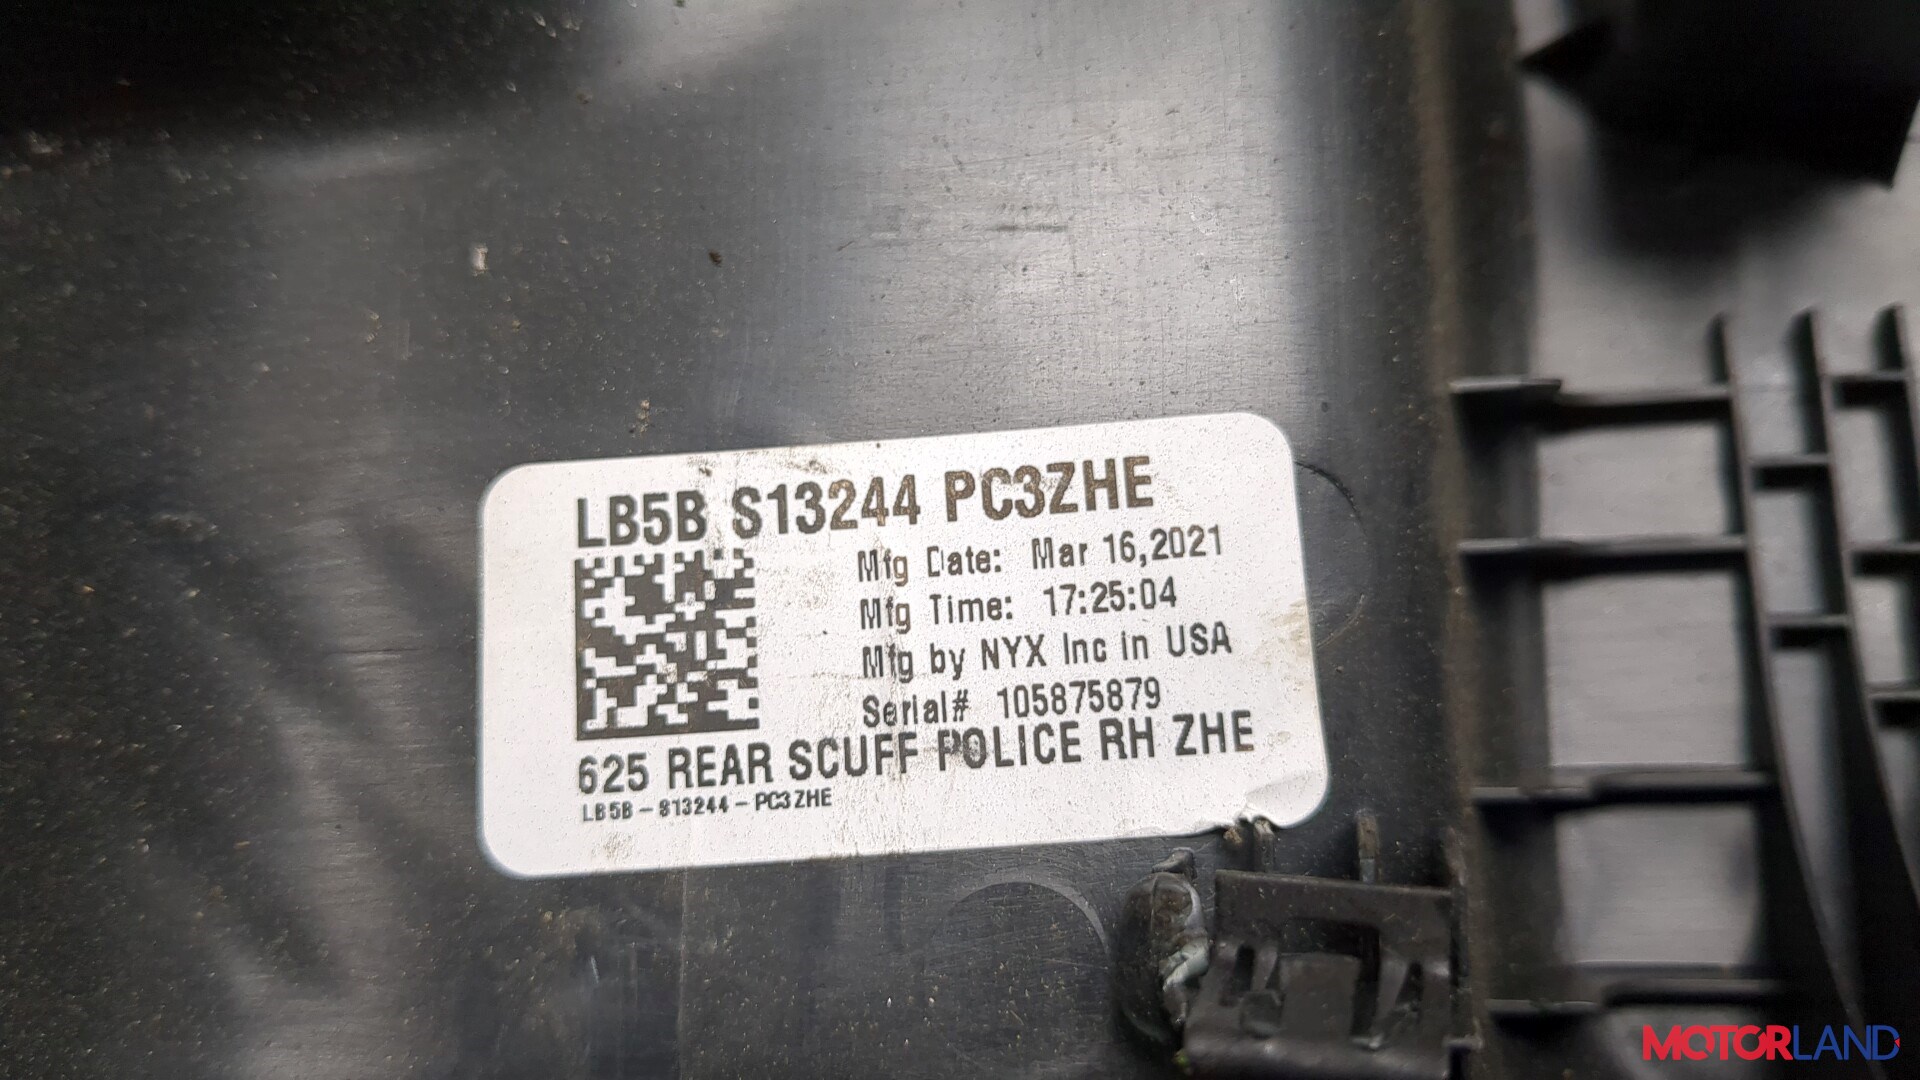 LB5B S13244 PC3ZHE
Mfg Date: Mar 16,2021
Mfg Time: 17:25:04
Mfg by NYX Inc in USA
Serial# 105875879
625 REAR SCUFF POLICE RH ZHE
LB5B-S13244-PC3ZHE
MOTORLAND